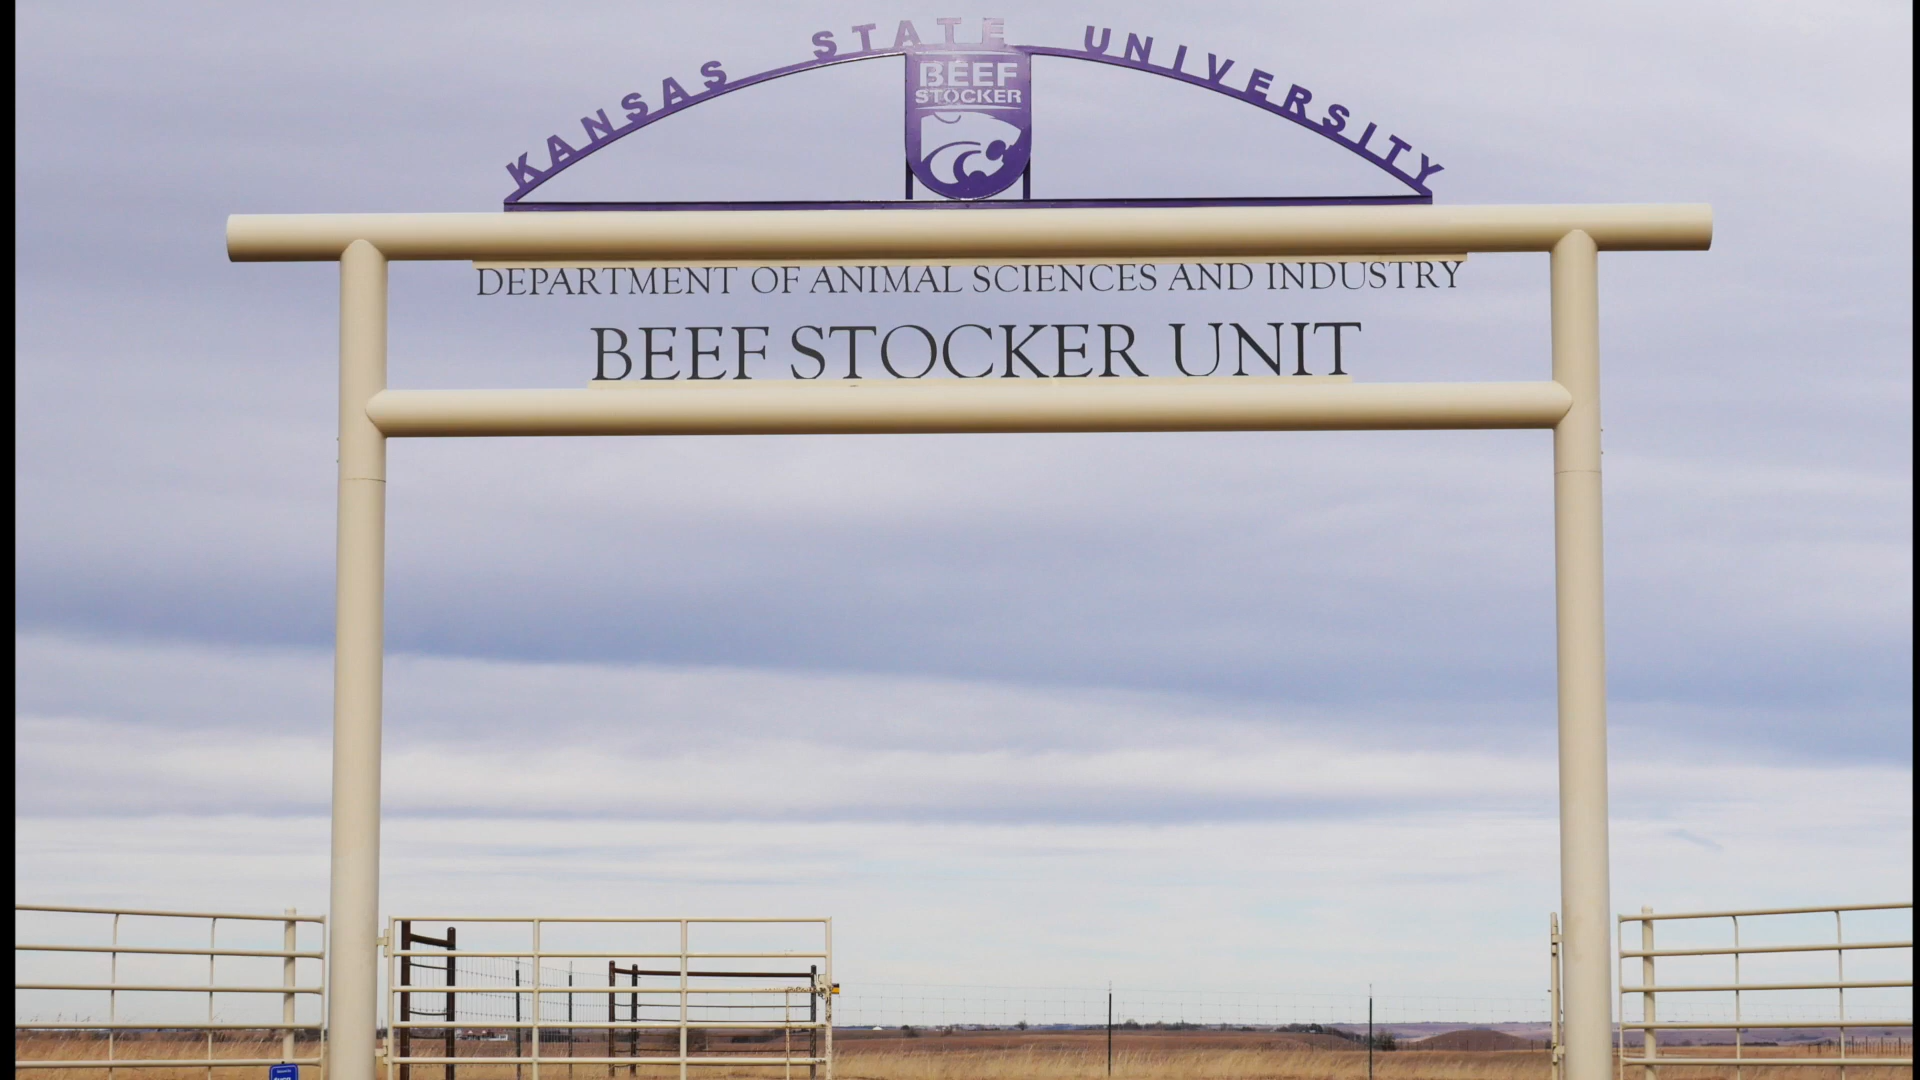 KANSAS STATE UNIVERSITY
BEEF
STOCKER
DEPARTMENT OF ANIMAL SCIENCES AND INDUSTRY
BEEF STOCKER UNIT